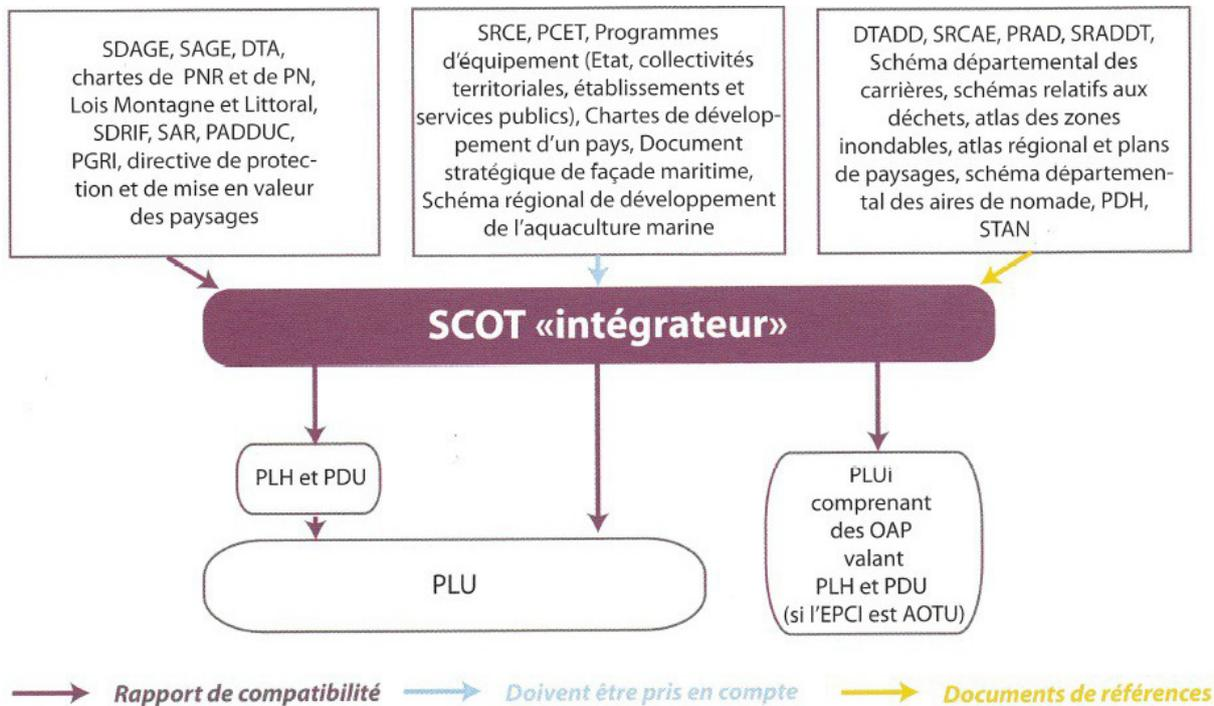 SDAGE, SAGE, DTA,
chartes de PNR et de PN,
Lois Montagne et Littoral,
SDRIF, SAR, PADDUC,
PGRI, directive de protec-
tion et de mise en valeur
des paysages
SRCE, PCET, Programmes
d'équipement (Etat, collectivités
territoriales, établissements et
services publics), Chartes de dévelop-
pement d'un pays, Document
stratégique de façade maritime,
Schéma régional de développement
de l'aquaculture marine
DTADD, SRCAE, PRAD, SRADDT,
Schéma départemental des
carrières, schémas relatifs aux
déchets, atlas des zones
inondables, atlas régional et plans
de paysages, schéma départemen-
tal des aires de nomade, PDH,
STAN
SCOT «intégrateur»
PLH et PDU
PLU
PLUi
comprenant
des OAP
valant
PLH et PDU
(si l'EPCI est AOTU)
Rapport de compatibilité
Doivent être pris en compte
Documents de références